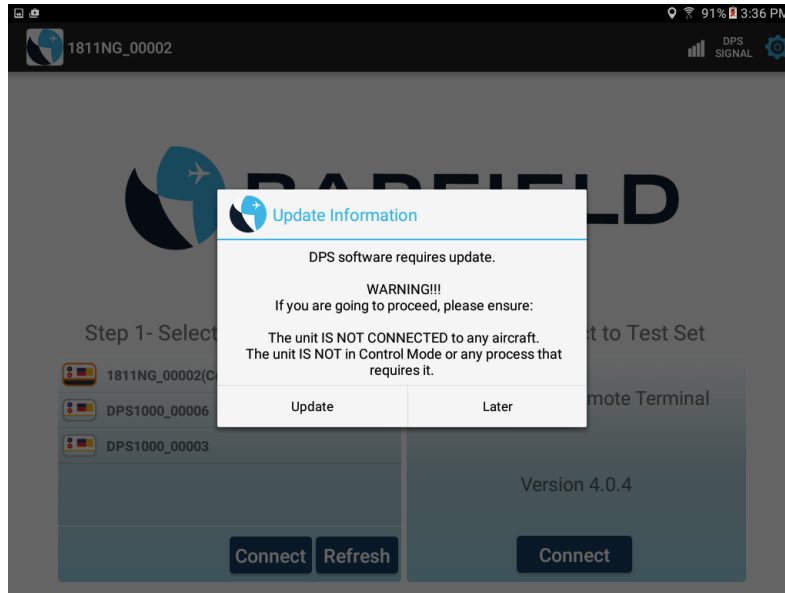 91% 3:36 PM
1811NG_00002
DPS
SIGNAL
Update Information
DPS software requires update.
WARNING!!!
If you are going to proceed, please ensure:
The unit IS NOT CONNECTED to any aircraft.
The unit IS NOT in Control Mode or any process that
requires it.
Update
Later
Step 1- Select
t to Test Set
1811NG_00002(C
DPS1000_00006
DPS1000_00003
mote Terminal
Version 4.0.4
Connect
Refresh
Connect